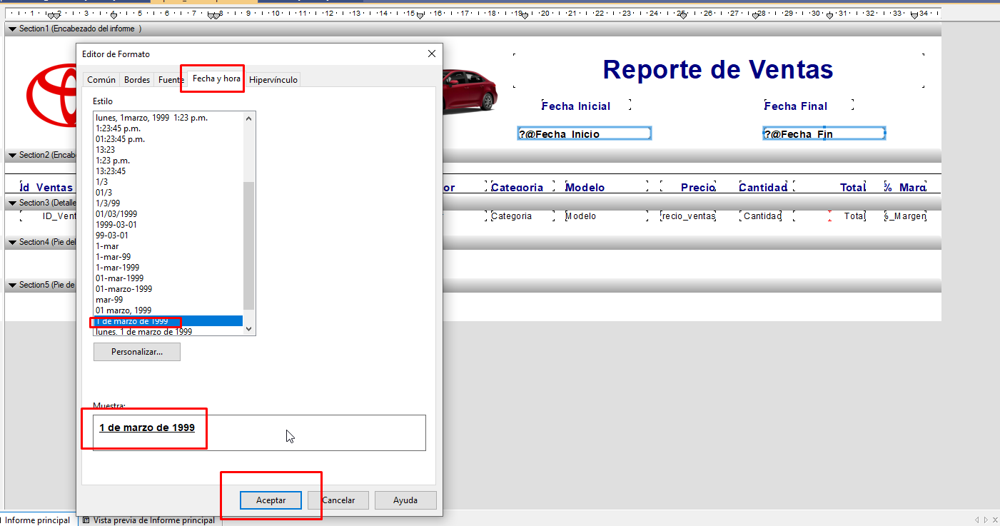 1 2 3 4 5 6 7 8 9 10 11 12 13 14 15 16 17 18 19 20 21 22 23 24 25 26 27 28 29 30 31 32 33 34
Section1 (Encabezado del informe )
Editor de Formato
Común Bordes Fuente Fecha y hora Hipervínculo
Estilo
lunes, 1marzo, 1999 1:23 p.m.
1:23:45 p.m.
01:23:45 p.m.
13:23
1:23 p.m.
13:23:45
1/3
01/3
1/3/99
01/03/1999
1999-03-01
99-03-01
1-mar
1-mar-99
1-mar-1999
01-mar-1999
01-marzo-1999
mar-99
01 marzo, 1999
1 de marzo de 1999
lunes, 1 de marzo de 1999
Personalizar...
Muestra:
1 de marzo de 1999
Aceptar Cancelar Ayuda
Reporte de Ventas
Fecha Inicial Fecha Final
?@Fecha_Inicio ?@Fecha_Fin
Section2 (Encab
Id_Ventas or Categoria Modelo Precio Cantidad Total % Marg
Section3 (Detalle
ID_Vent Categoria Modelo recio_ventas Cantidad Total %_Margen
Section4 (Pie del
Section5 (Pie de
Informe principal Vista previa de Informe principal